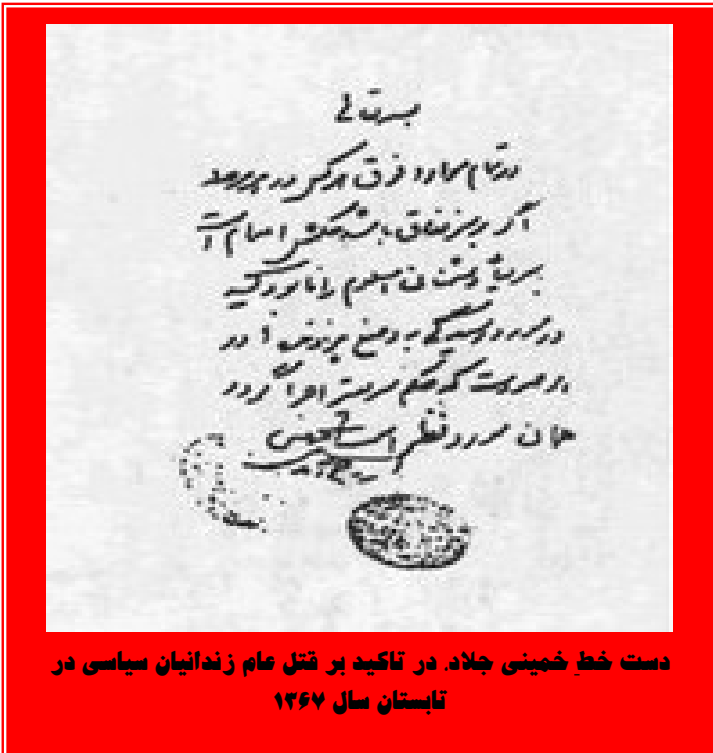 بسمه تعالی
در تمام موارد فوق هر کس در هر مرحله
اگر بر سر نفاق باشد حکمش اعدام است
سریعاً دشمنان اسلام را نابود کنید
در مورد رسیدگی به وضع پرونده‌ها در
هر صورت که حکم سریعتر اجرا گردد
همان مورد نظر است
دست خطِ خمینی جلاد. در تاکید بر قتل عام زندانیان سیاسی در
تابستان سال ۱۳۶۷